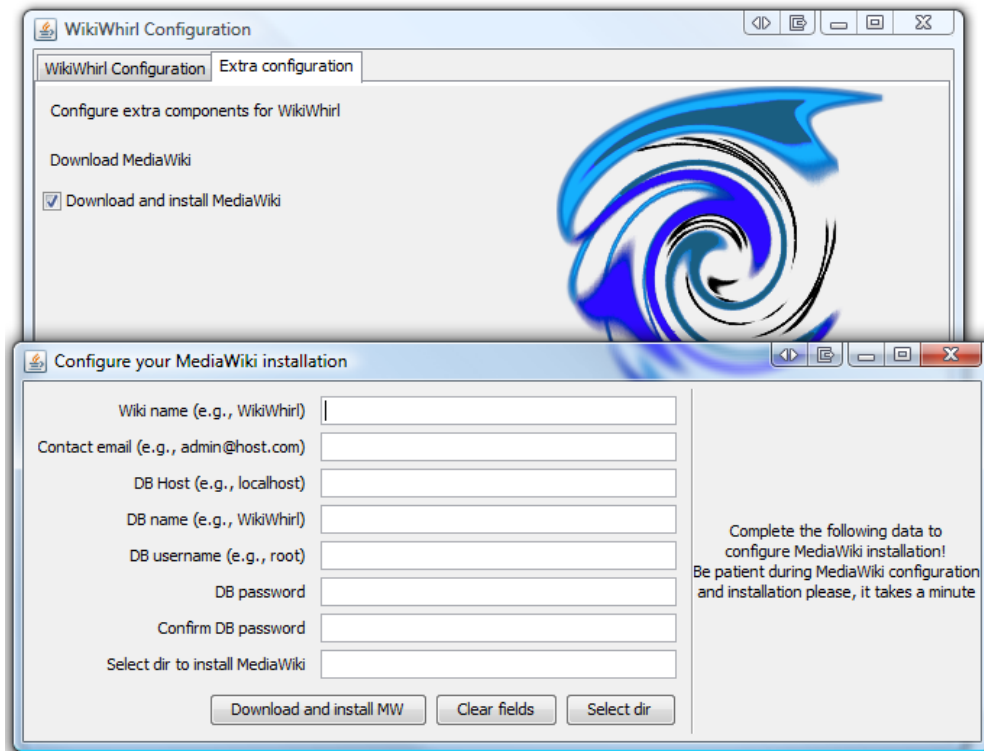 WikiWhirl Configuration
WikiWhirl Configuration Extra configuration
Configure extra components for WikiWhirl
Download MediaWiki
Download and install MediaWiki
Configure your MediaWiki installation
Wiki name (e.g., WikiWhirl)
Contact email (e.g., admin@host.com)
DB Host (e.g., localhost)
DB name (e.g., WikiWhirl)
DB username (e.g., root)
DB password
Confirm DB password
Select dir to install MediaWiki
Download and install MW Clear fields Select dir
Complete the following data to
configure MediaWiki installation!
Be patient during MediaWiki configuration
and installation please, it takes a minute